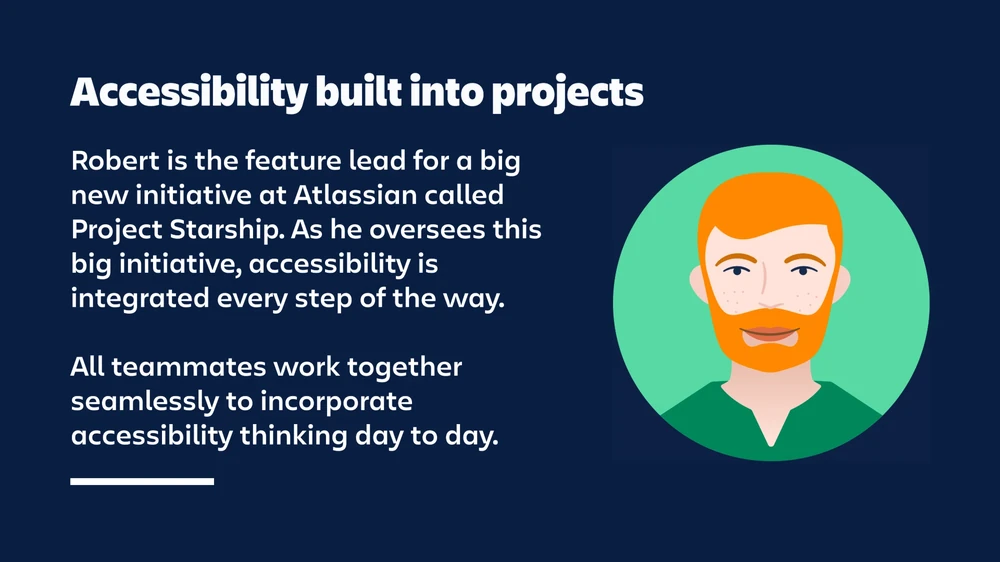 Accessibility built into projects
Robert is the feature lead for a big
new initiative at Atlassian called
Project Starship. As he oversees this
big initiative, accessibility is
integrated every step of the way.
All teammates work together
seamlessly to incorporate
accessibility thinking day to day.